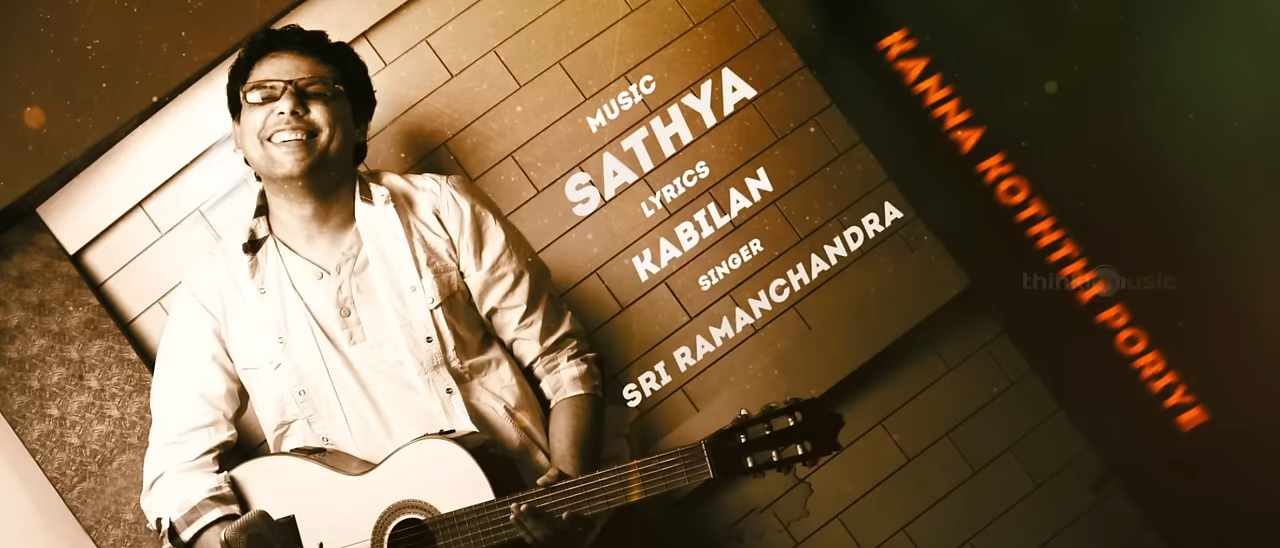 MUSIC
SATHYA
LYRICS
KABILAN
SINGER
SRI RAMANCHANDRA
KANNA KOTHTHI PORIYE
think music